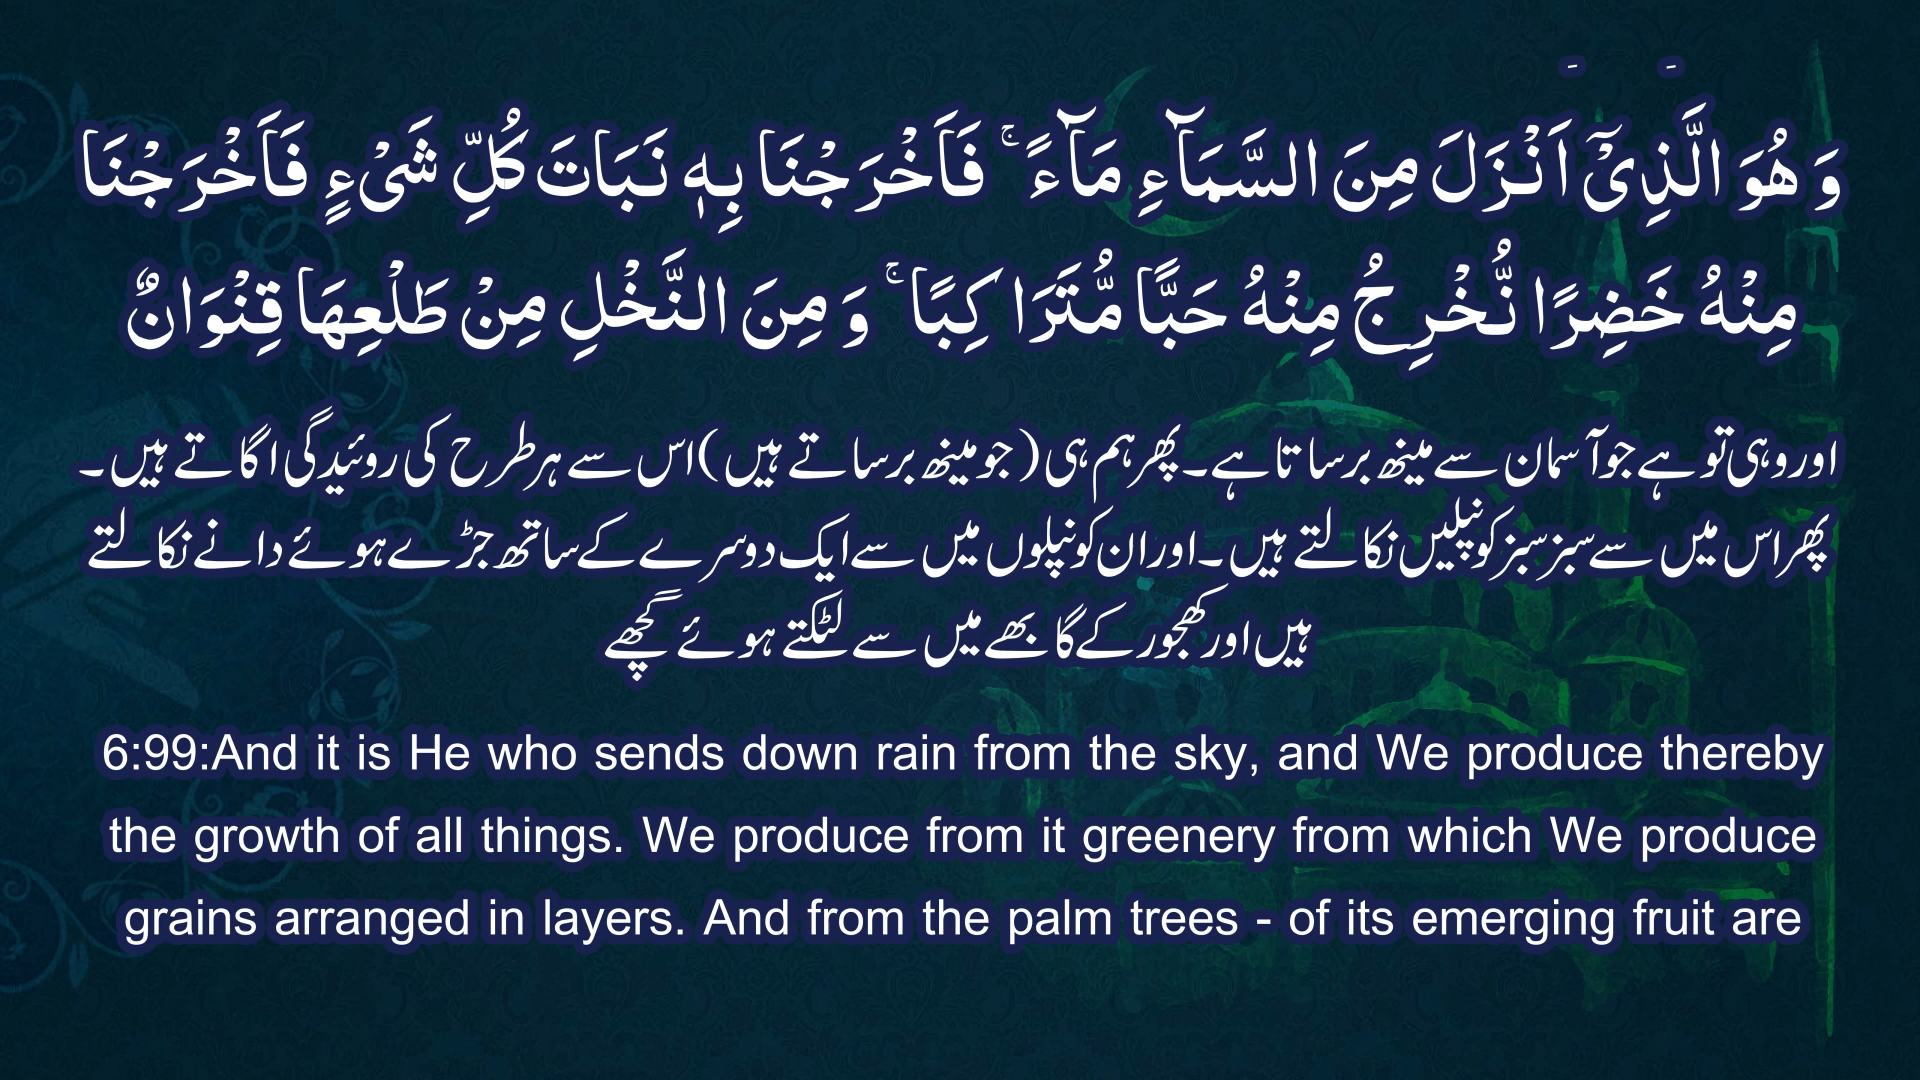 وَ هُوَ الَّذِیْۤ اَنْزَلَ مِنَ السَّمَآءِ مَآءً ۚ فَاَخْرَجْنَا بِهٖ نَبَاتَ كُلِّ شَیْءٍ فَاَخْرَجْنَا
مِنْهُ خَضِرًا نُّخْرِجُ مِنْهُ حَبًّا مُّتَرَاكِبًا ۚ وَ مِنَ النَّخْلِ مِنْ طَلْعِهَا قِنْوَانٌ
اور وہی تو ہے جو آسمان سے مینھ برساتا ہے۔ پھر ہم ہی (جو مینھ برساتے ہیں) اس سے ہر طرح کی روئیدگی اگاتے ہیں۔
پھر اس میں سے سبز سبز کونپلیں نکالتے ہیں۔ اور ان کونپلوں میں سے ایک دوسرے کے ساتھ جڑے ہوئے دانے نکالتے
ہیں اور کھجور کے گابھے میں سے لٹکتے ہوئے گچھے
6:99:And it is He who sends down rain from the sky, and We produce thereby
the growth of all things. We produce from it greenery from which We produce
grains arranged in layers. And from the palm trees - of its emerging fruit are